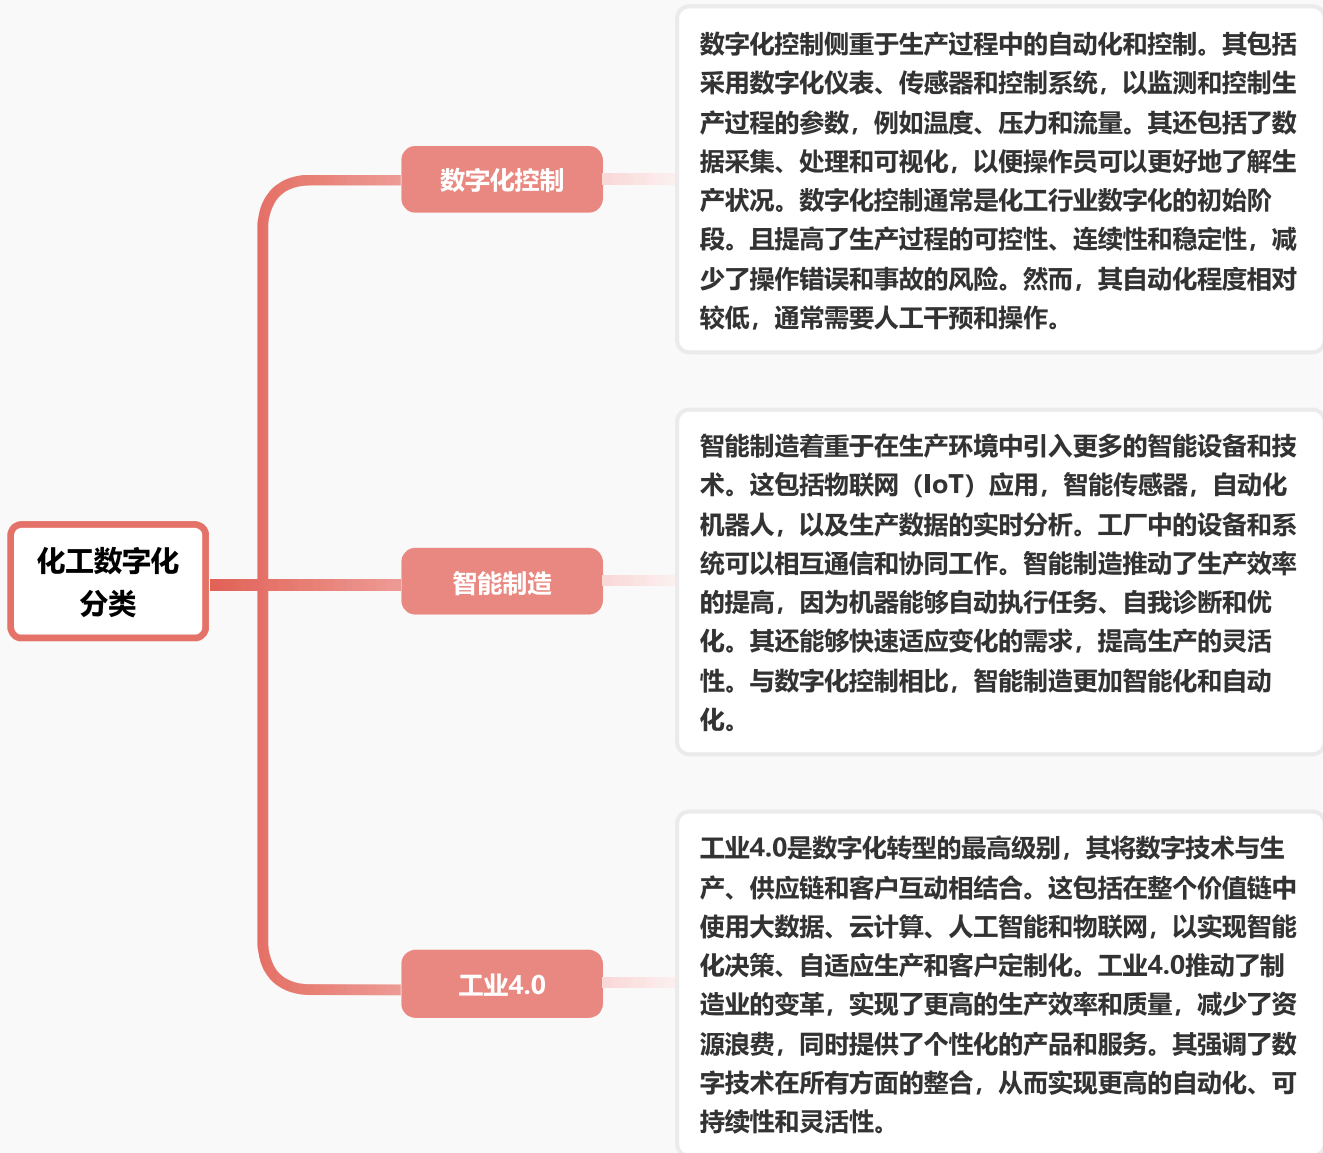 化工数字化
分类
数字化控制
数字化控制侧重于生产过程中的自动化和控制。其包括
采用数字化仪表、传感器和控制系统，以监测和控制生
产过程的参数，例如温度、压力和流量。其还包括了数
据采集、处理和可视化，以便操作员可以更好地了解生
产状况。数字化控制通常是化工行业数字化的初始阶
段。且提高了生产过程的可控性、连续性和稳定性，减
少了操作错误和事故的风险。然而，其自动化程度相对
较低，通常需要人工干预和操作。
智能制造
智能制造着重于在生产环境中引入更多的智能设备和技
术。这包括物联网（IoT）应用，智能传感器，自动化
机器人，以及生产数据的实时分析。工厂中的设备和系
统可以相互通信和协同工作。智能制造推动了生产效率
的提高，因为机器能够自动执行任务、自我诊断和优
化。其还能够快速适应变化的需求，提高生产的灵活
性。与数字化控制相比，智能制造更加智能化和自动
化。
工业4.0
工业4.0是数字化转型的最高级别，其将数字技术与生
产、供应链和客户互动相结合。这包括在整个价值链中
使用大数据、云计算、人工智能和物联网，以实现智能
化决策、自适应生产和客户定制化。工业4.0推动了制
造业的变革，实现了更高的生产效率和质量，减少了资
源浪费，同时提供了个性化的产品和服务。其强调了数
字技术在所有方面的整合，从而实现更高的自动化、可
持续性和灵活性。